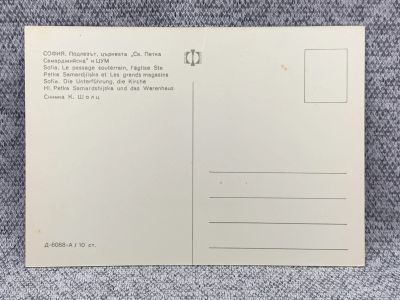 СОФИЯ. Подлезът, църквата „Св. Петка
Самарджийска" и ЦУМ
Sofia. Le passage soutérrain, l'église Ste
Petka Samardjiiska et Les grands magasins
Sofia. Die Unterführung, die Kirche
Hl. Petka Samardshijska und das Warenhaus
Снимка К. Шолц
Д-6068-А / 10 ст.